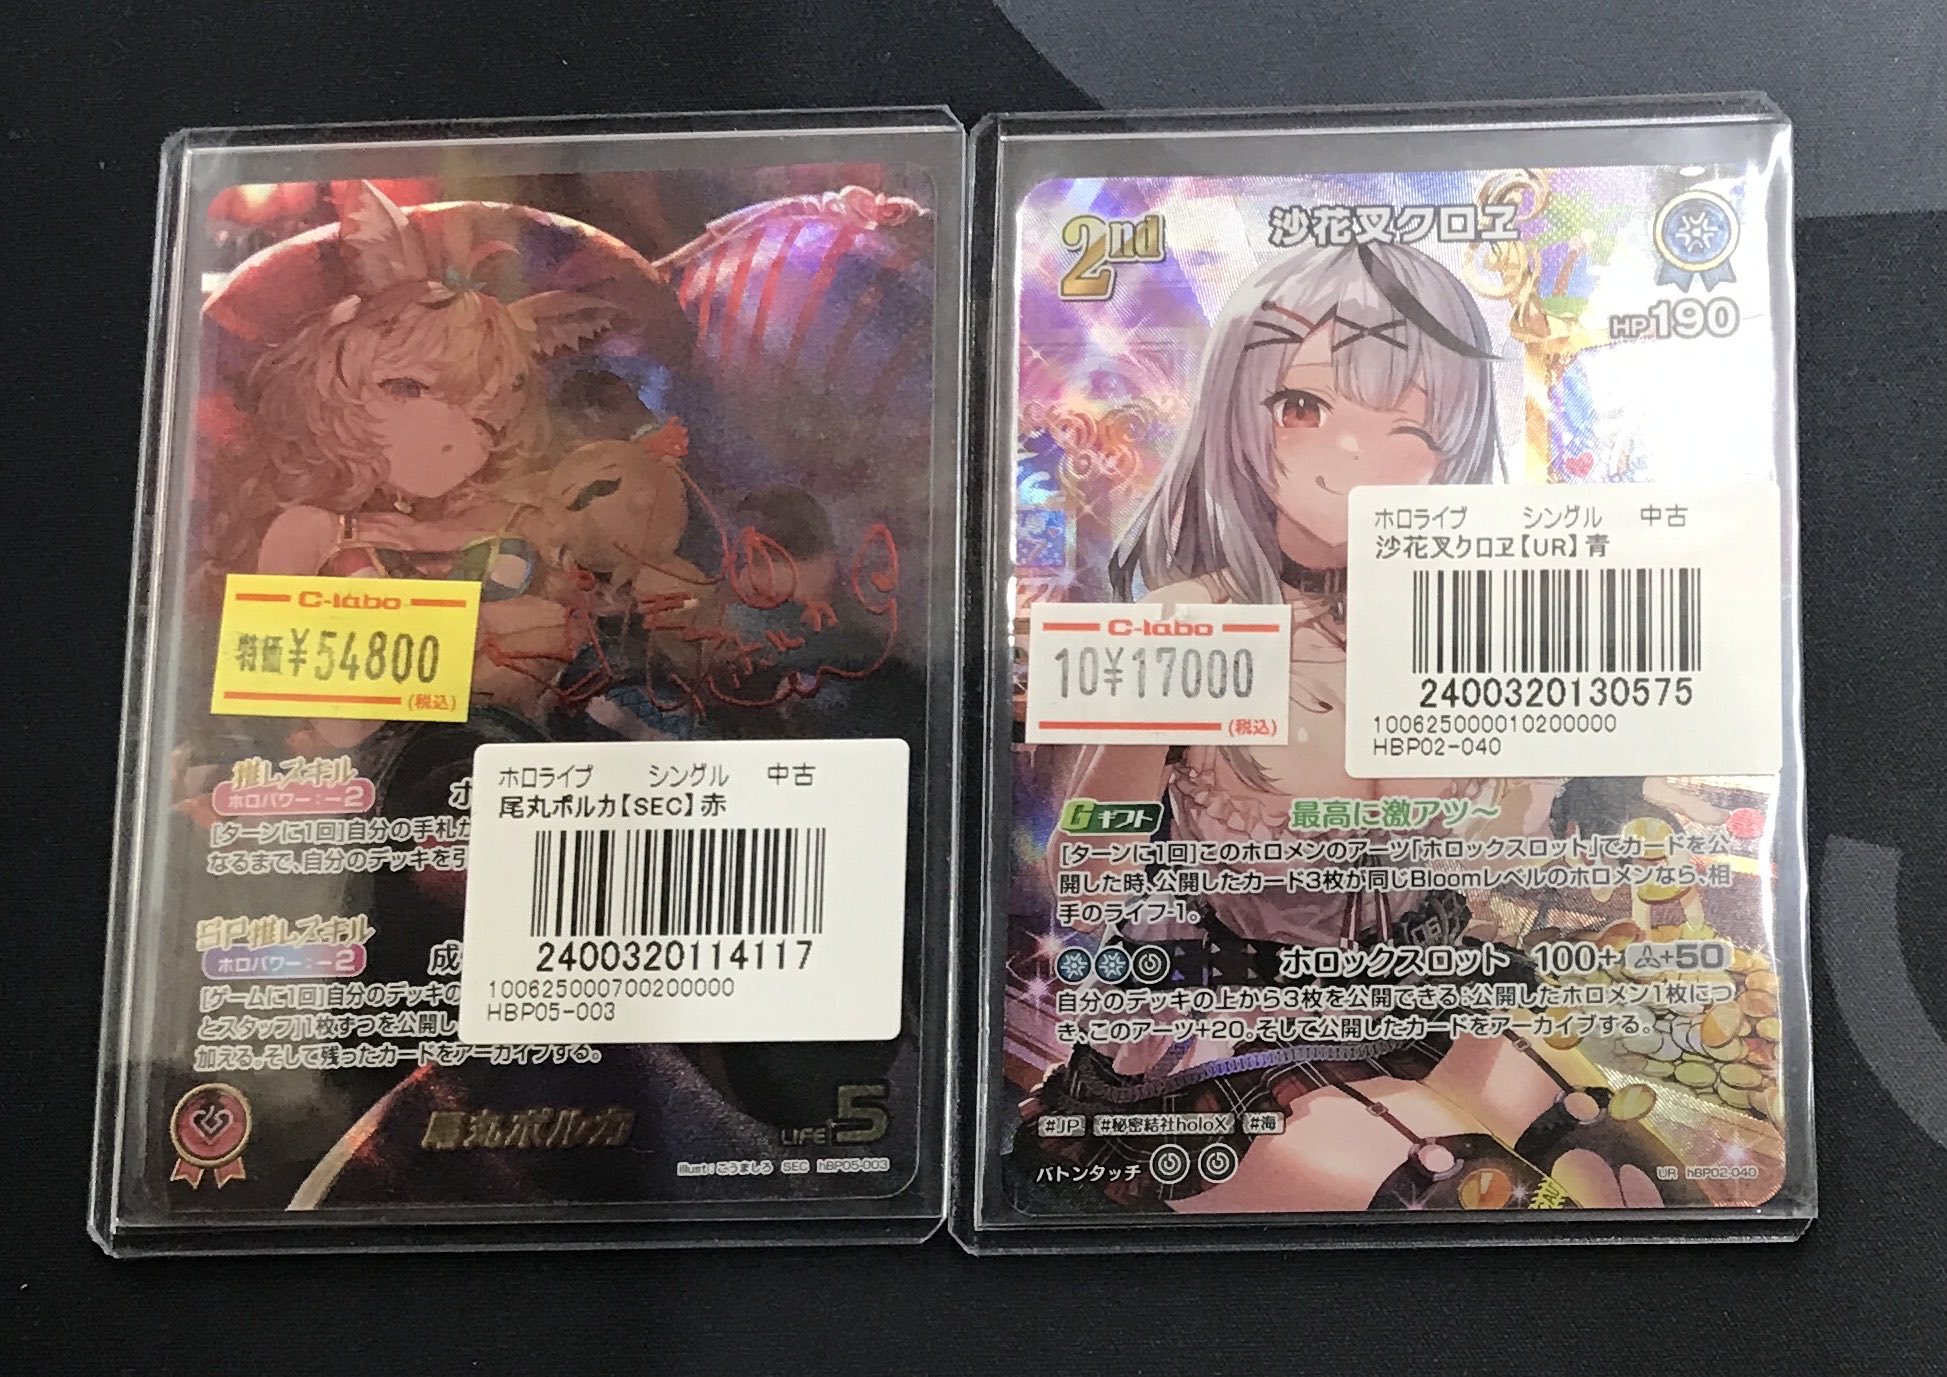 C-labo
特価¥54800
(税込)
推しスキル
ホロパワー:-2
ホ
[ターンに1回]自分の手札が
なるまで、自分のデッキを引
SP推しスキル
ホロパワー:-2
成
[ゲームに1回]自分のデッキの
とスタッフ]1枚ずつを公開し
加える。そして残ったカードをアーカイブする。
ホロライブ シングル 中古
尾丸ポルカ【SEC】赤
2400320114117
100625000700200000
HBP05-003
尾丸ポルカ
LIFE 5
illust:こうましろ SEC hBP05-003
2nd
沙花叉クロヱ
HP190
ホロライブ シングル 中古
沙花叉クロヱ【UR】青
2400320130575
100625000010200000
HBP02-040
C-labo
10¥17000
(税込)
Gギフト 最高に激アツ～
[ターンに1回]このホロメンのアーツ「ホロックスロット」でカードを公
開した時、公開したカード3枚が同じBloomレベルのホロメンなら、相
手のライフ-1。
ホロックスロット 100+ +50
自分のデッキの上から3枚を公開できる:公開したホロメン1枚につ
き、このアーツ+20。そして公開したカードをアーカイブする。
#JP #秘密結社holoX #海
バトンタッチ
UR hBP02-040